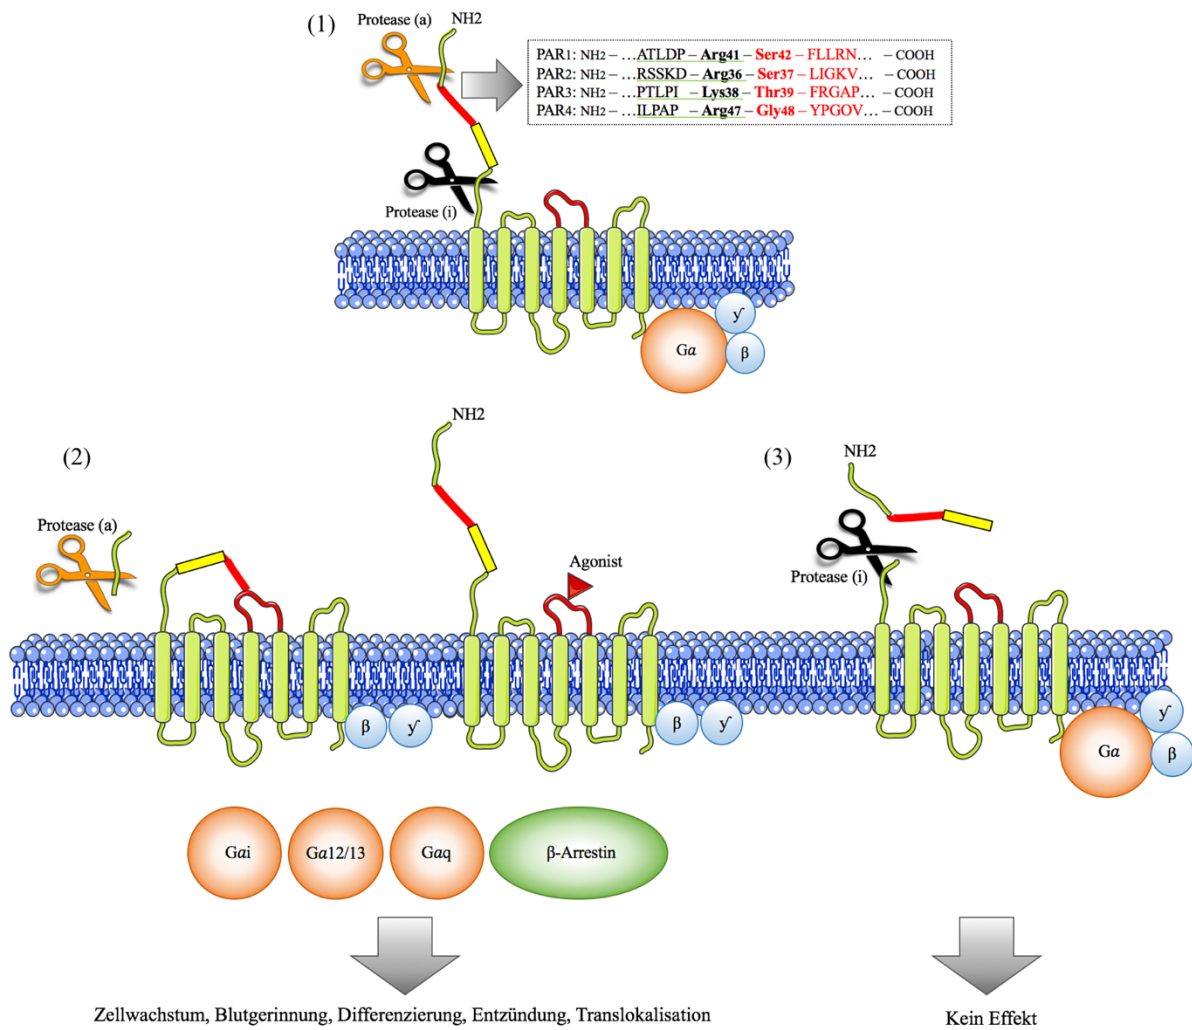 (1)
Protease (a)
NH2
PAR1: NH2 – ...ATLDP – Arg41 – Ser42 – FLLRN... – COOH
PAR2: NH2 – ...RSSKD – Arg36 – Ser37 – LIGKV... – COOH
PAR3: NH2 – ...PTLPI – Lys38 – Thr39 – FRGAP... – COOH
PAR4: NH2 – ...ILPAP – Arg47 – Gly48 – YPGOV... – COOH
Protease (i)
Gα
γ
β
(2)
NH2
Protease (a)
Agonist
β
γ
β
γ
(3)
NH2
Protease (i)
Gα
γ
β
Gαi
Gα12/13
Gαq
β-Arrestin
Zellwachstum, Blutgerinnung, Differenzierung, Entzündung, Translokalisation
Kein Effekt